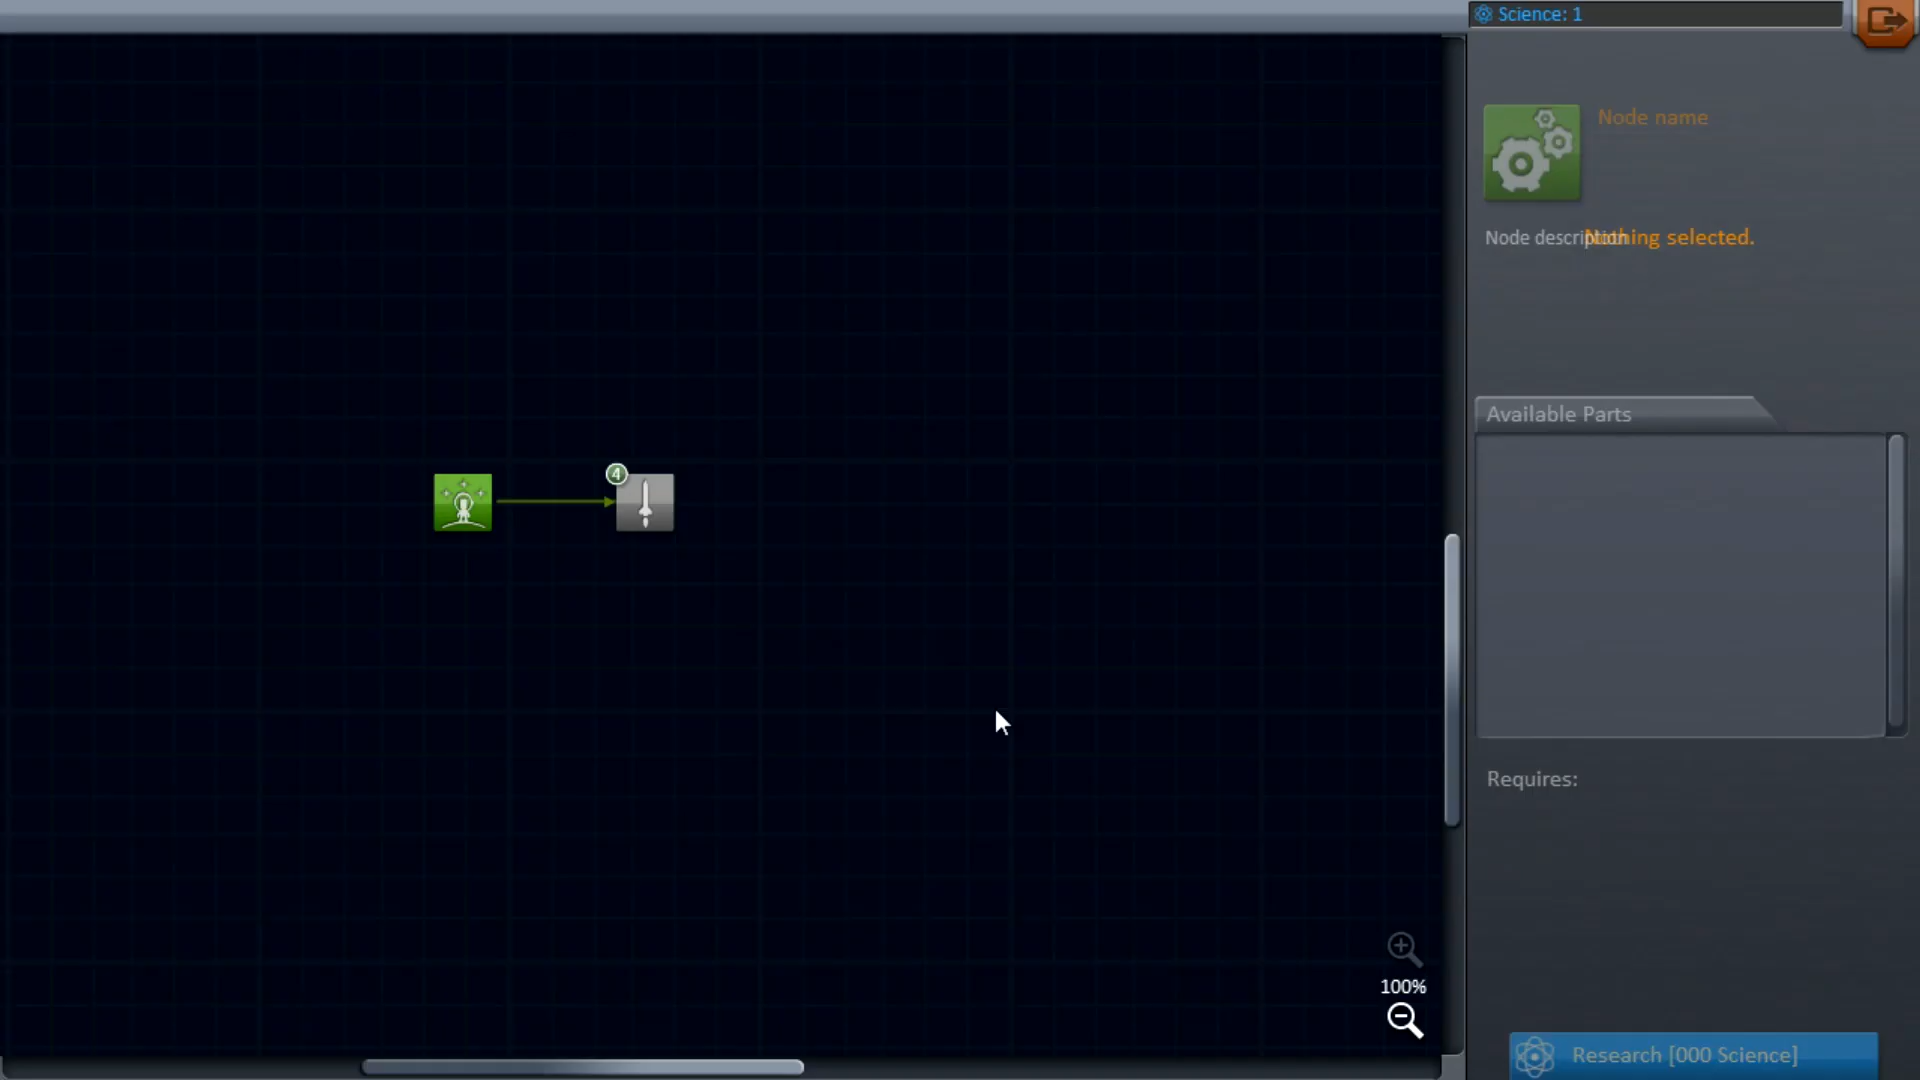 Science: 1
Node name
Node description
Nothing selected.
4
Available Parts
Requires:
100%
Research [000 Science]